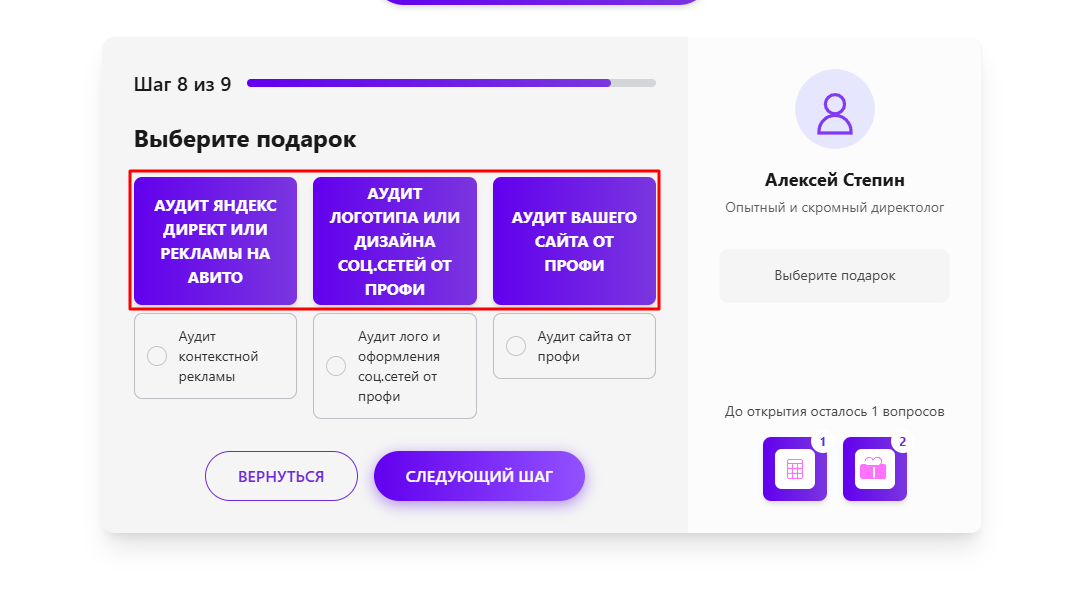 Шаг 8 из 9
Выберите подарок
АУДИТ ЯНДЕКС
ДИРЕКТ ИЛИ
РЕКЛАМЫ НА
АВИТО
АУДИТ
ЛОГОТИПА ИЛИ
ДИЗАЙНА
СОЦ.СЕТЕЙ ОТ
ПРОФИ
АУДИТ ВАШЕГО
САЙТА ОТ
ПРОФИ
Аудит
контекстной
рекламы
Аудит лого и
оформления
соц.сетей от
профи
Аудит сайта от
профи
ВЕРНУТЬСЯ
СЛЕДУЮЩИЙ ШАГ
Алексей Степин
Опытный и скромный директолог
Выберите подарок
До открытия осталось 1 вопросов
1
2